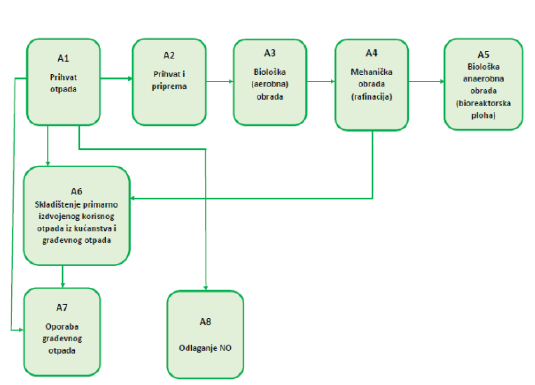 A1
Prihvat
otpada
A2
Prihvat i
priprema
A3
Biološka
(aerobna)
obrada
A4
Mehanička
obrada
(rafinacija)
A5
Biološka
anaerobna
obrada
(bioreaktorska
ploha)
A6
Skladištenje primarno
izdvojenog korisnog
otpada iz kućanstva i
građevnog otpada
A7
Oporaba
građevnog
otpada
A8
Odlaganje NO